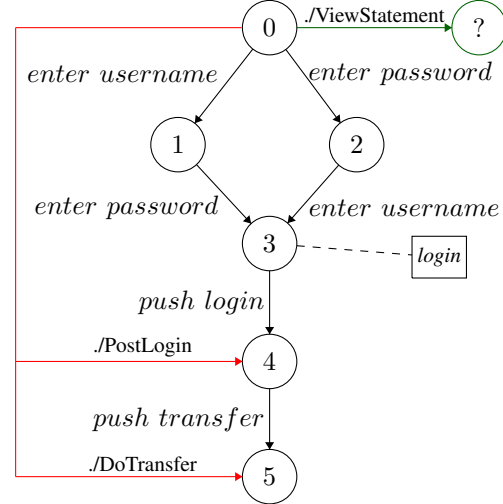 0
./ViewStatement
?
enter username
enter password
1
2
enter password
enter username
3
login
push login
./PostLogin
4
push transfer
./DoTransfer
5